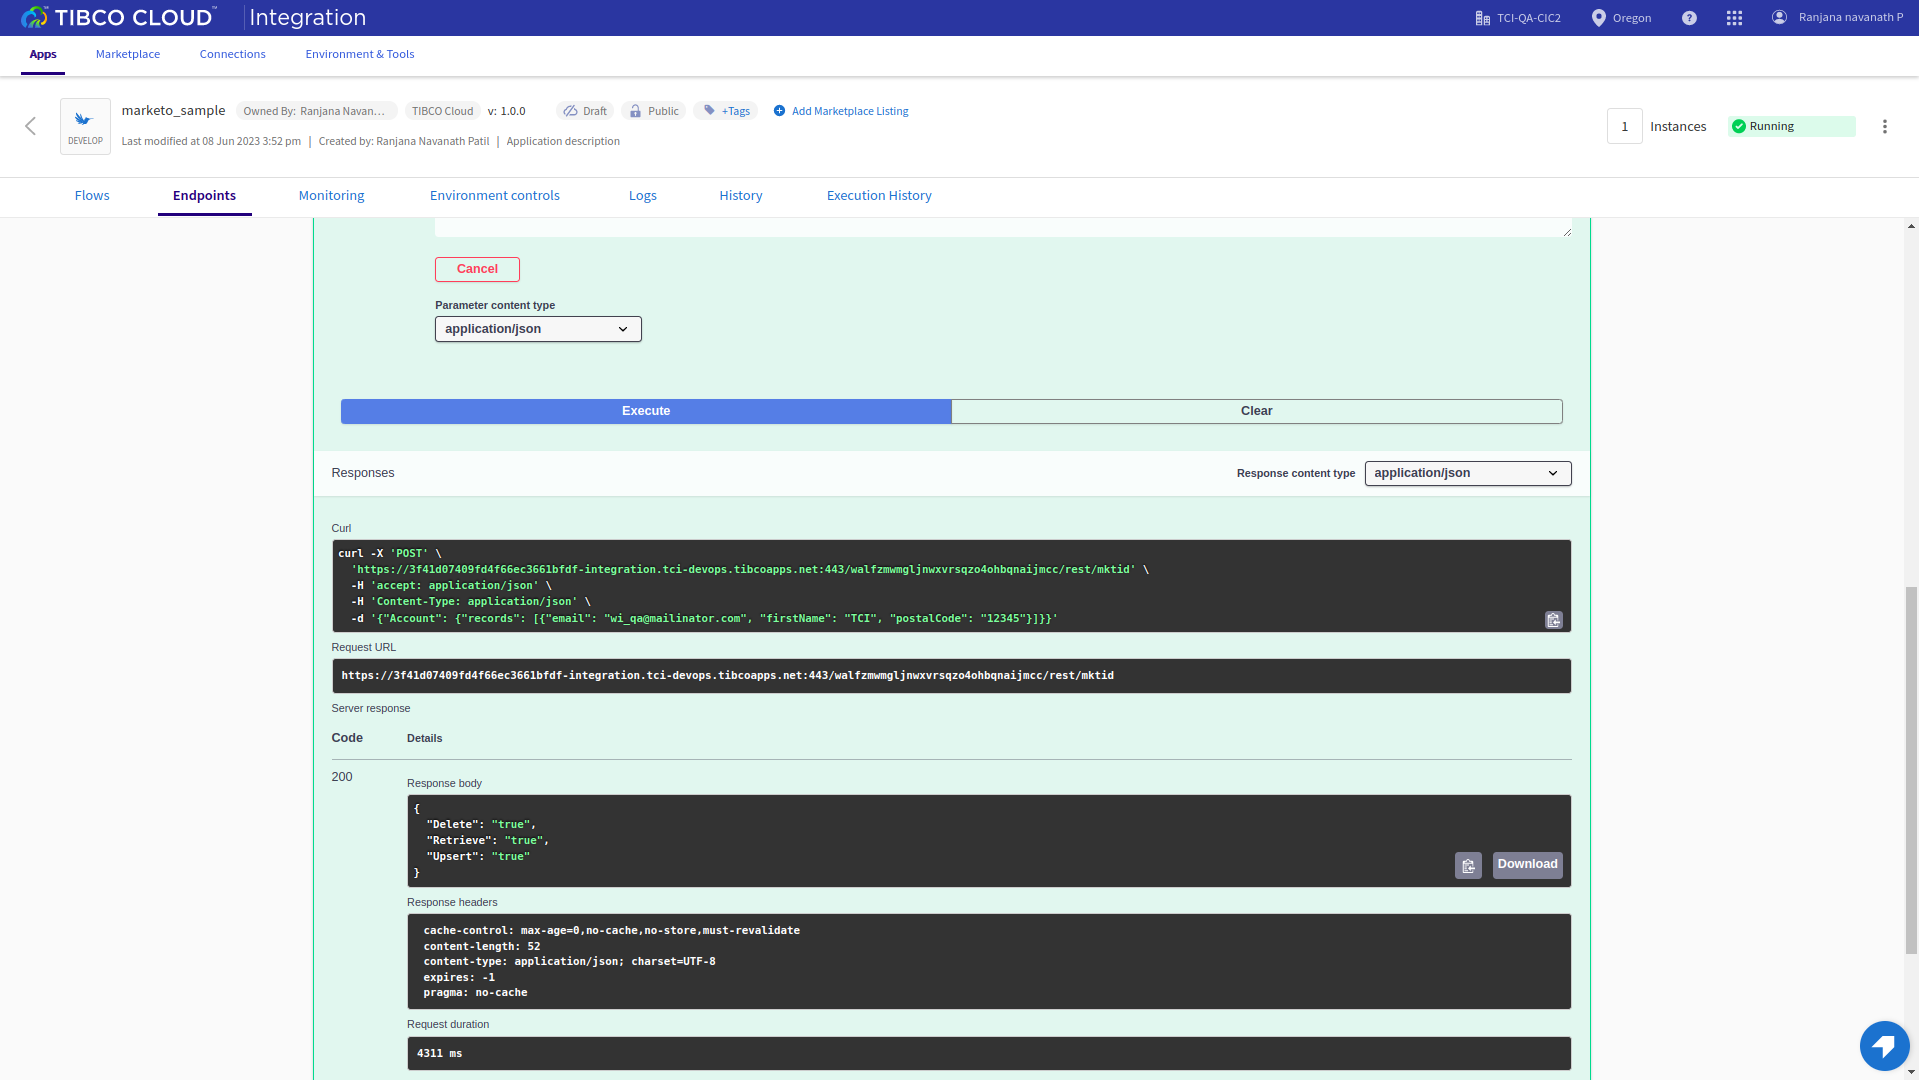 TIBCO CLOUD™ Integration TCI-QA-CIC2 Oregon ? Ranjana navanath P
Apps Marketplace Connections Environment & Tools
marketo_sample Owned By: Ranjana Navan... TIBCO Cloud v: 1.0.0 Draft Public +Tags Add Marketplace Listing
DEVELOP
Last modified at 08 Jun 2023 3:52 pm | Created by: Ranjana Navanath Patil | Application description
1 Instances Running
Flows Endpoints Monitoring Environment controls Logs History Execution History
Cancel
Parameter content type
application/json
Execute Clear
Responses Response content type application/json
Curl
curl -X 'POST' \
'https://3f41d07409fd4f66ec3661bfdf-integration.tci-devops.tibcoapps.net:443/walfzmwmgljnwxvrsqzo4ohbqnaijmcc/rest/mktid' \
-H 'accept: application/json' \
-H 'Content-Type: application/json' \
-d '{"Account": {"records": [{"email": "wi_qa@mailinator.com", "firstName": "TCI", "postalCode": "12345"}]}}'
Request URL
https://3f41d07409fd4f66ec3661bfdf-integration.tci-devops.tibcoapps.net:443/walfzmwmgljnwxvrsqzo4ohbqnaijmcc/rest/mktid
Server response
Code Details
200
Response body
{
"Delete": "true",
"Retrieve": "true",
"Upsert": "true"
}
Download
Response headers
cache-control: max-age=0,no-cache,no-store,must-revalidate
content-length: 52
content-type: application/json; charset=UTF-8
expires: -1
pragma: no-cache
Request duration
4311 ms